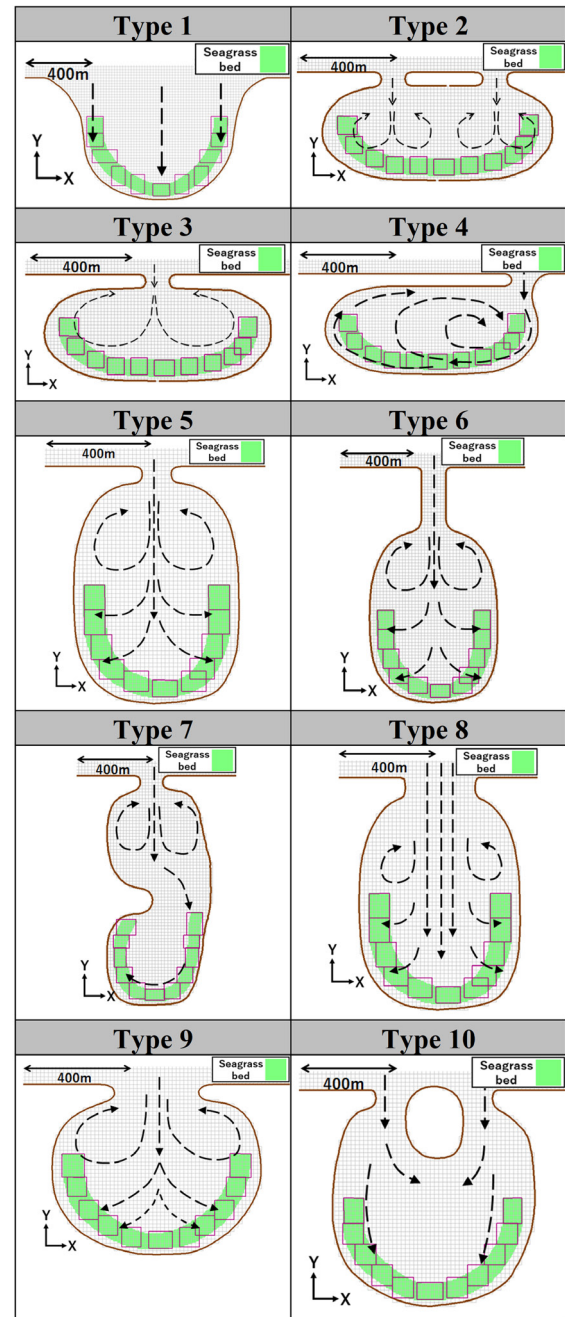 Type 1
Type 2
Seagrass
bed
400m
Y
X
Seagrass
bed
400m
Y
X
Type 3
Type 4
Seagrass
bed
400m
Y
X
Seagrass
bed
400m
Y
X
Type 5
Type 6
Seagrass
bed
400m
Y
X
Seagrass
bed
400m
Y
X
Type 7
Type 8
Seagrass
bed
400m
Y
X
Seagrass
bed
400m
Y
X
Type 9
Type 10
Seagrass
bed
400m
Y
X
Seagrass
bed
400m
Y
X